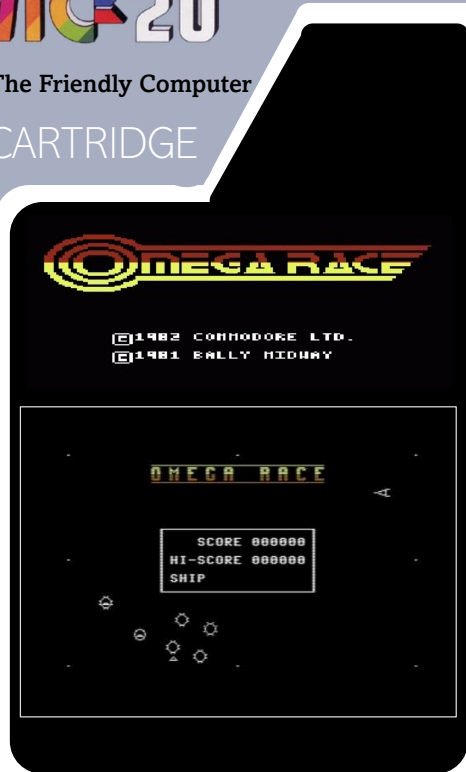 VIC-20
The Friendly Computer
CARTRIDGE
OMEGA RACE
©1982 COMMODORE LTD.
©1981 BALLY MIDWAY
OMEGA RACE
SCORE 000000
HI-SCORE 000000
SHIP